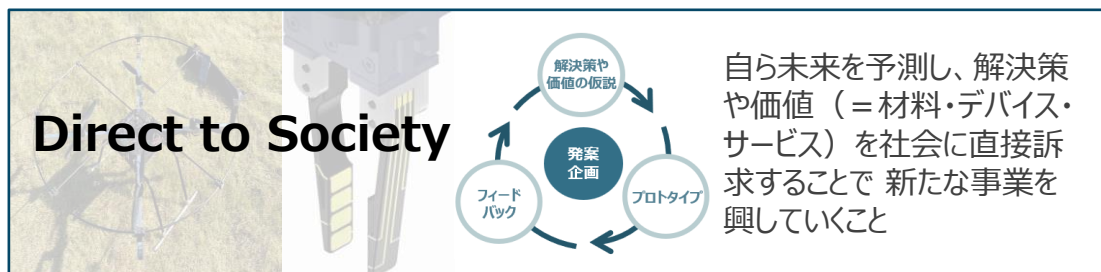 Direct to Society
解決策や
価値の仮説
発案
企画
プロトタイプ
フィード
バック
自ら未来を予測し、解決策
や価値（＝材料・デバイス・
サービス）を社会に直接訴
求することで 新たな事業を
興していくこと